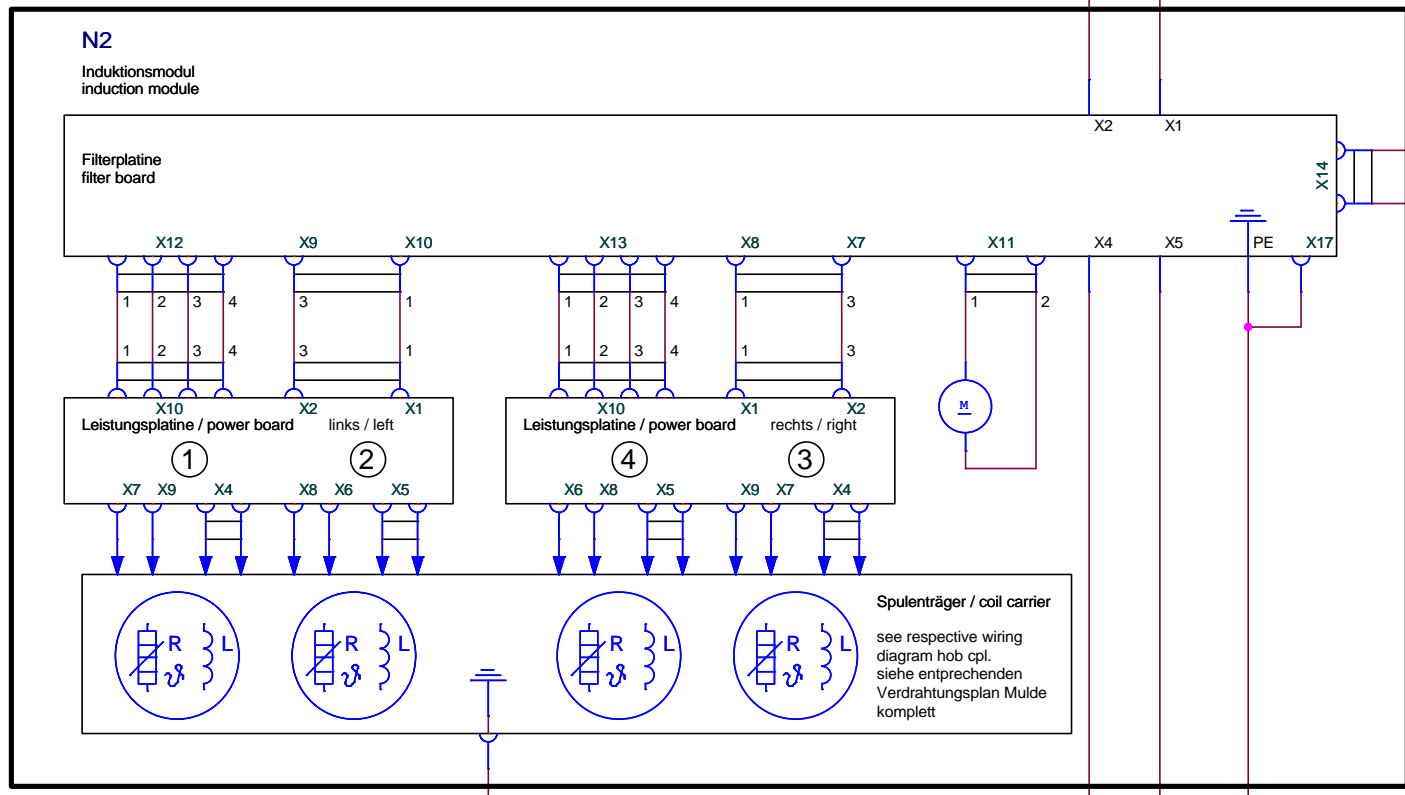 N2
Induktionsmodul
induction module
X2 X1
Filterplatine
filter board
X14
X12 X9 X10 X13 X8 X7 X11 X4 X5 PE X17
1 2 3 4 3 1 1 2 3 4 1 3 1 2
1 2 3 4 3 1 1 2 3 4 1 3
X10 X2 X1 X10 X1 X2
M
Leistungsplatine / power board links / left Leistungsplatine / power board rechts / right
1 2 4 3
X7 X9 X4 X8 X6 X5 X6 X8 X5 X9 X7 X4
Spulenträger / coil carrier
see respective wiring
diagram hob cpl.
siehe entprechenden
Verdrahtungsplan Mulde
komplett
R L R L R L R L
ϑ ϑ ϑ ϑ